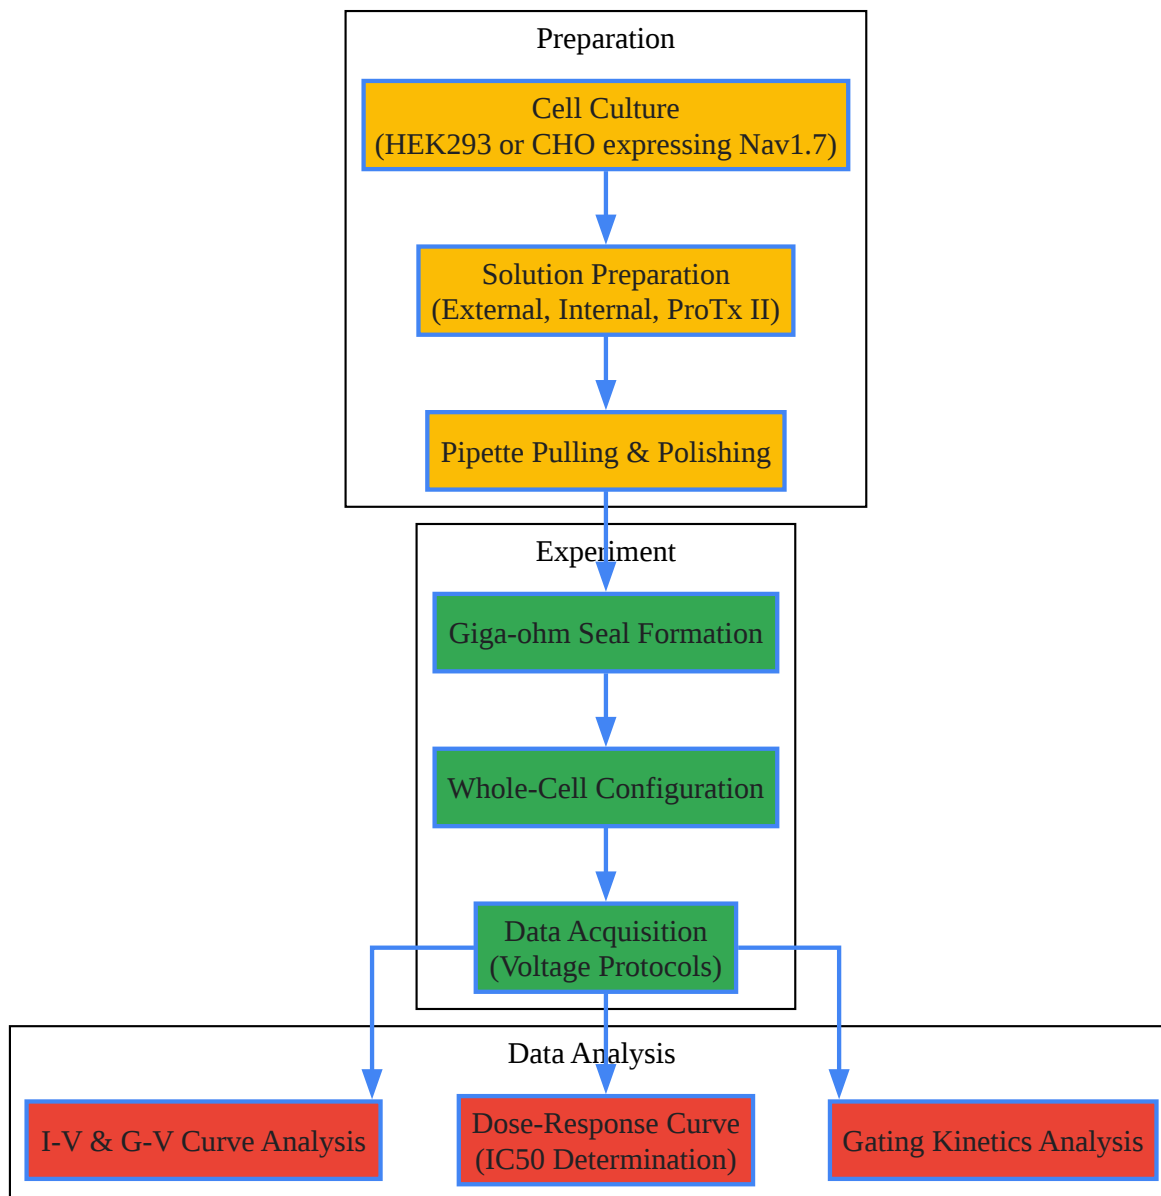 Preparation
Cell Culture
(HEK293 or CHO expressing Nav1.7)
Solution Preparation
(External, Internal, ProTx II)
Pipette Pulling & Polishing
Experiment
Giga-ohm Seal Formation
Whole-Cell Configuration
Data Acquisition
(Voltage Protocols)
Data Analysis
I-V & G-V Curve Analysis
Dose-Response Curve
(IC50 Determination)
Gating Kinetics Analysis